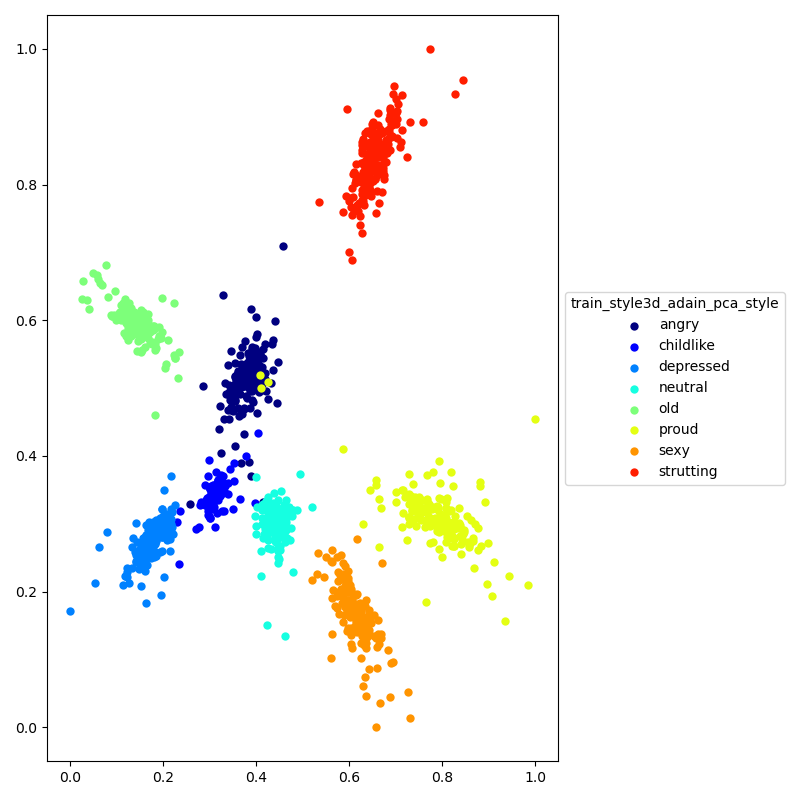 1.0
0.8
0.6
0.4
0.2
0.0
0.0 0.2 0.4 0.6 0.8 1.0
train_style3d_adain_pca_style
angry
childlike
depressed
neutral
old
proud
sexy
strutting